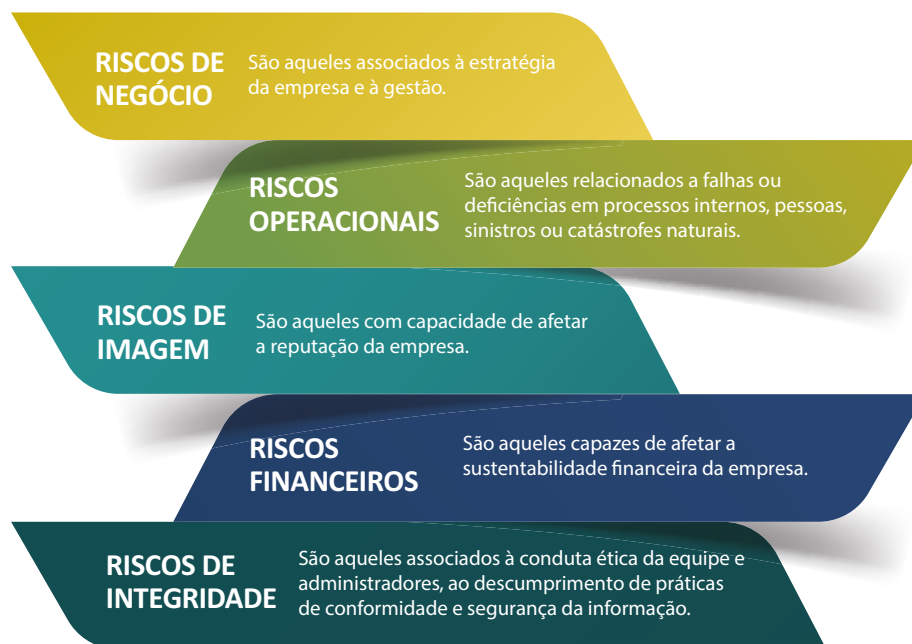 RISCOS DE
NEGÓCIO
São aqueles associados à estratégia
da empresa e à gestão.
RISCOS
OPERACIONAIS
São aqueles relacionados a falhas ou
deficiências em processos internos, pessoas,
sinistros ou catástrofes naturais.
RISCOS DE
IMAGEM
São aqueles com capacidade de afetar
a reputação da empresa.
RISCOS
FINANCEIROS
São aqueles capazes de afetar a
sustentabilidade financeira da empresa.
RISCOS DE
INTEGRIDADE
São aqueles associados à conduta ética da equipe e
administradores, ao descumprimento de práticas
de conformidade e segurança da informação.